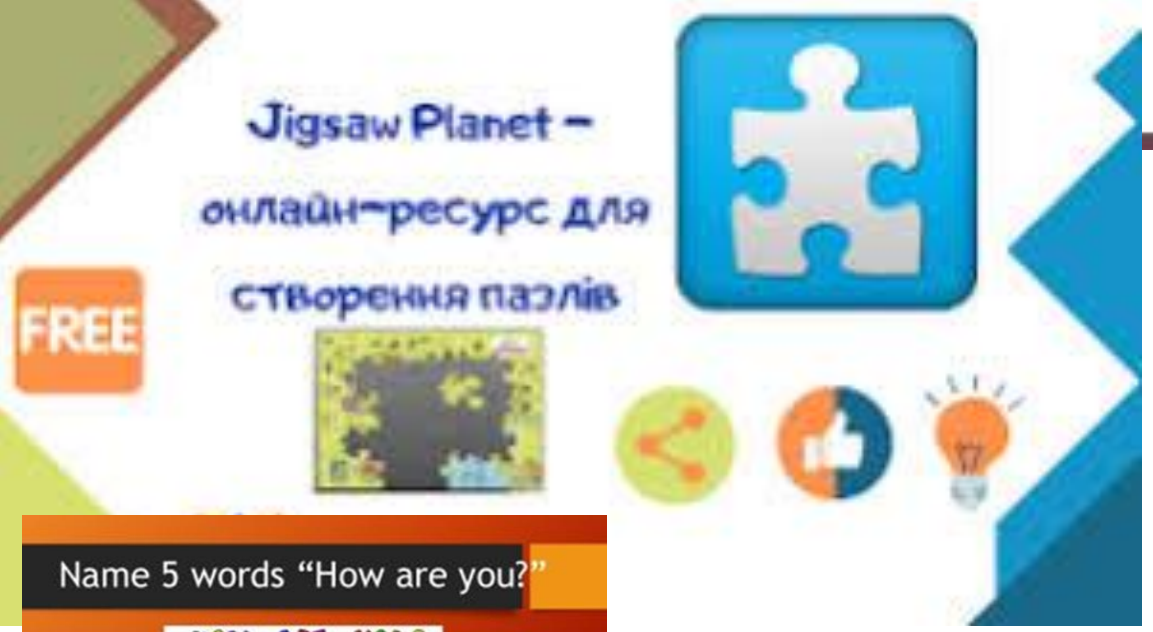 Jigsaw Planet -
онлайн-ресурс для
створення пазлів
FREE
Name 5 words “How are you?”